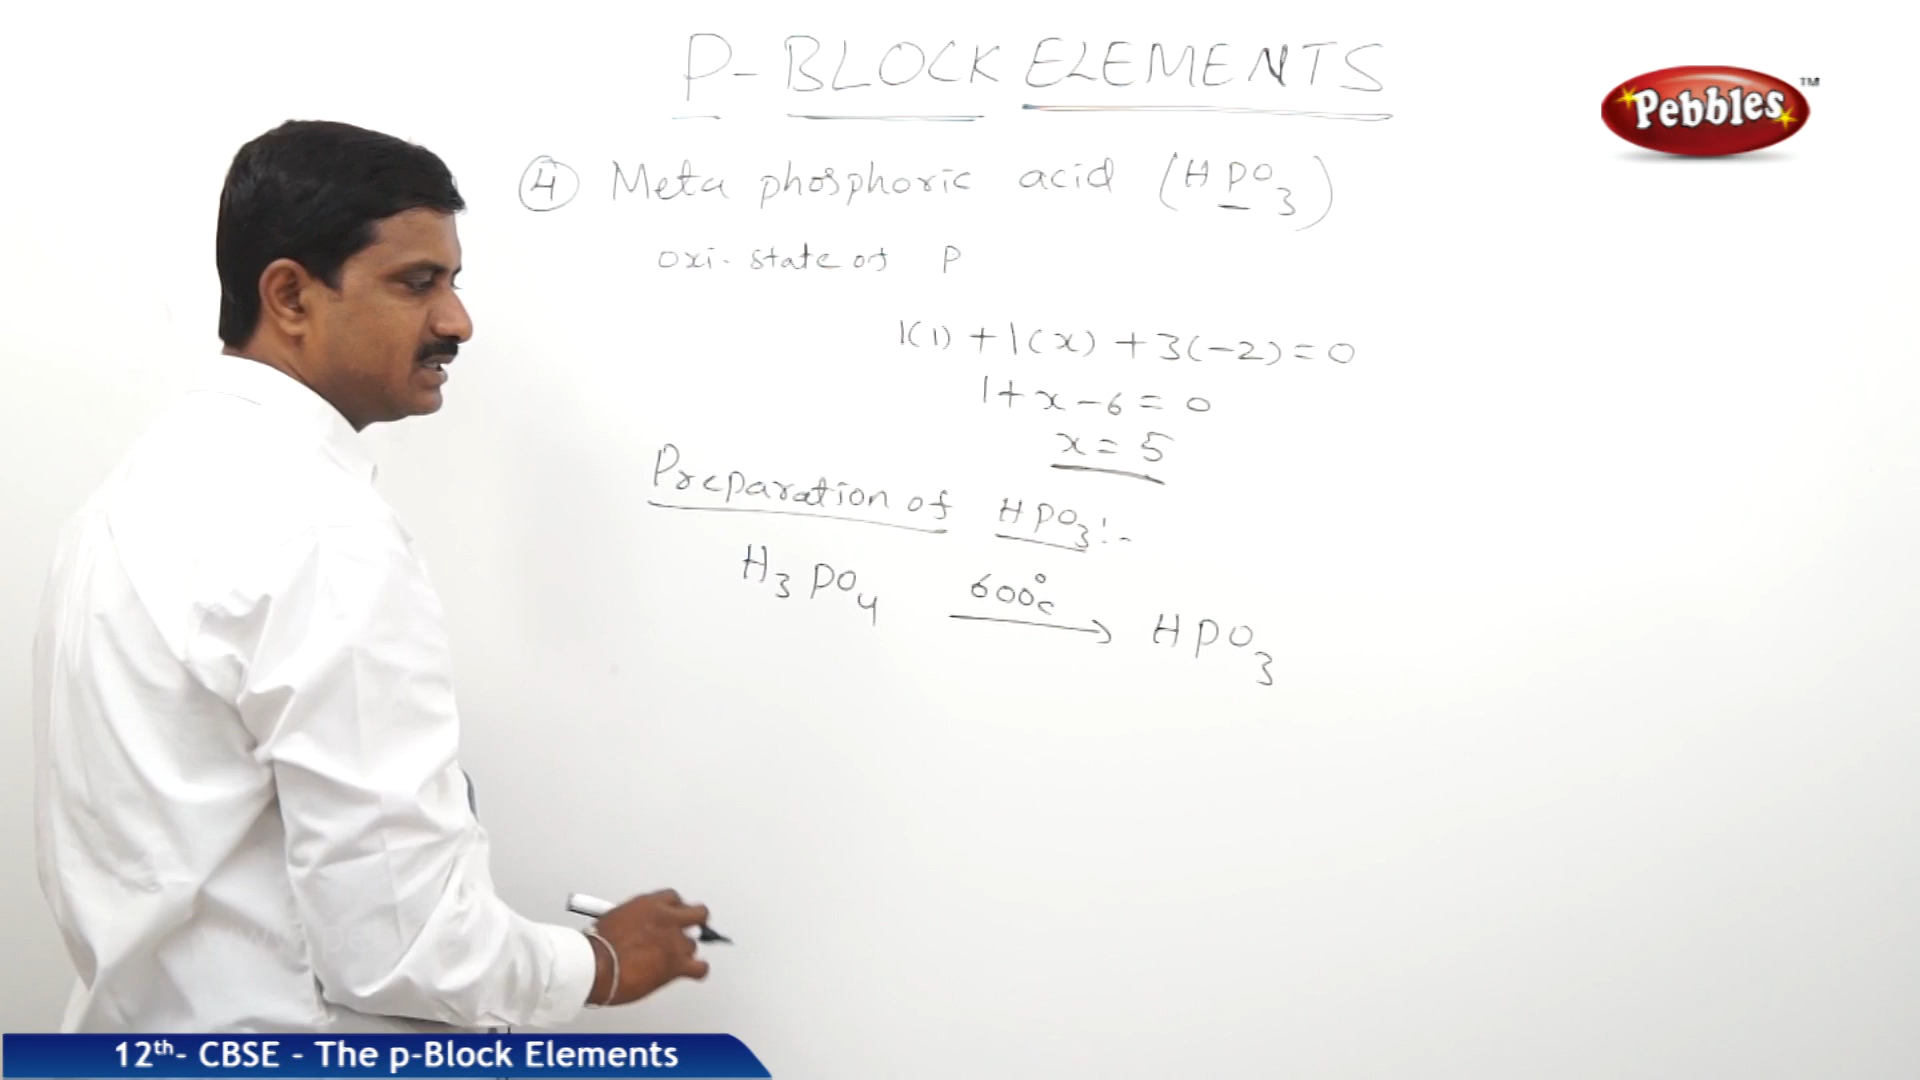 P-BLOCK ELEMENTS
Pebbles™
④ Meta phosphoric acid (HPO₃)
oxi-state of P
1(1) + 1(x) + 3(-2) = 0
1 + x - 6 = 0
x = 5
Preparation of HPO₃:-
H₃PO₄ 600°c → HPO₃
12th- CBSE - The p-Block Elements